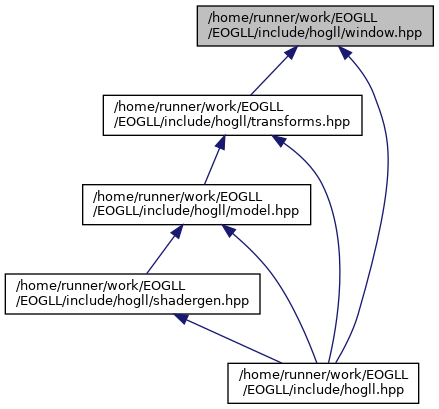 /home/runner/work/EOGLL
/EOGLL/include/hogll/window.hpp
/home/runner/work/EOGLL
/EOGLL/include/hogll/transforms.hpp
/home/runner/work/EOGLL
/EOGLL/include/hogll/model.hpp
/home/runner/work/EOGLL
/EOGLL/include/hogll/shadergen.hpp
/home/runner/work/EOGLL
/EOGLL/include/hogll.hpp